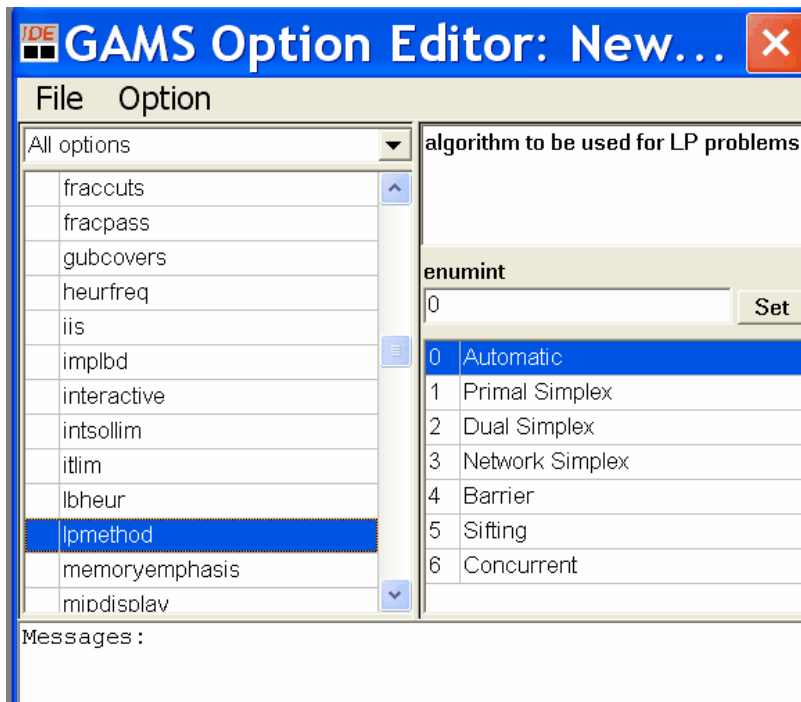 IDE GAMS Option Editor: New...
File Option
All options
fraccuts
fracpass
gubcovers
heurfreq
iis
implbd
interactive
intsollim
itlim
lbheur
lpmethod
memoryemphasis
mipdisplay
algorithm to be used for LP problems
enumint
0 Set
0 Automatic
1 Primal Simplex
2 Dual Simplex
3 Network Simplex
4 Barrier
5 Sifting
6 Concurrent
Messages: